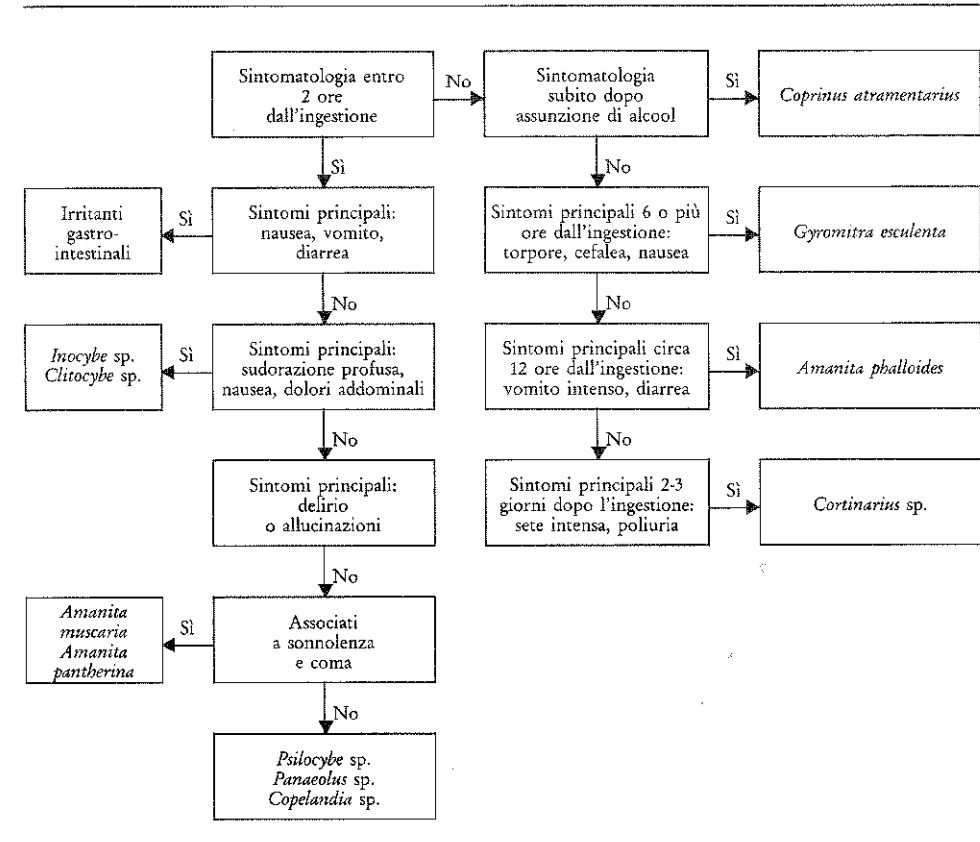 Sintomatologia entro
2 ore
dall'ingestione
No
Sintomatologia
subito dopo
assunzione di alcool
Sì
Coprinus atramentarius
Sì
No
Irritanti
gastro-
intestinali
Sì
Sintomi principali:
nausea, vomito,
diarrea
Sintomi principali 6 o più
ore dall'ingestione:
torpore, cefalea, nausea
Sì
Gyromitra esculenta
No
No
Inocybe sp.
Clitocybe sp.
Sì
Sintomi principali:
sudorazione profusa,
nausea, dolori addominali
Sintomi principali circa
12 ore dall'ingestione:
vomito intenso, diarrea
Sì
Amanita phalloides
No
No
Sintomi principali:
delirio
o allucinazioni
Sintomi principali 2-3
giorni dopo l'ingestione:
sete intensa, poliuria
Sì
Cortinarius sp.
No
Amanita
muscaria
Amanita
pantherina
Sì
Associati
a sonnolenza
e coma
No
Psilocybe sp.
Panaeolus sp.
Copelandia sp.